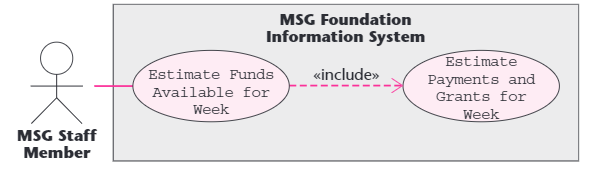 MSG Foundation
Information System
Estimate Funds
Available for
Week
«include»
Estimate
Payments and
Grants for
Week
MSG Staff
Member